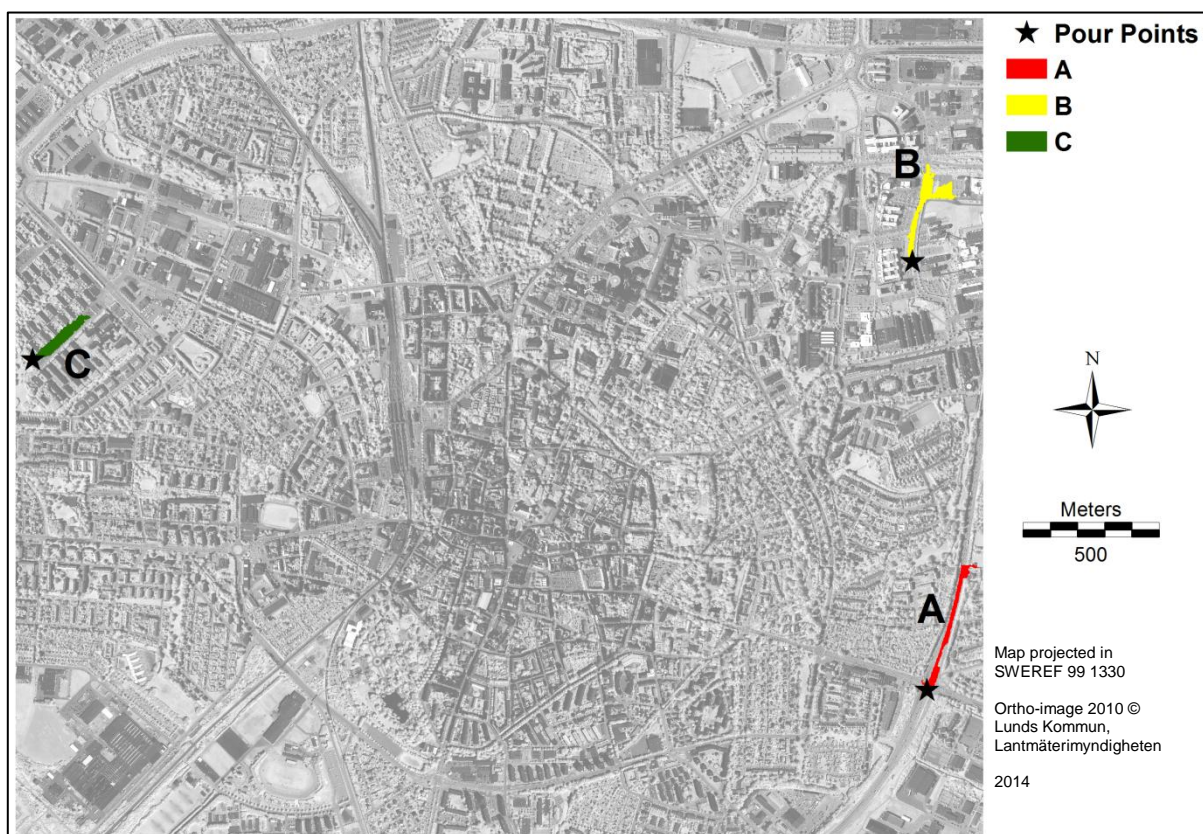 Pour Points
A
B
C
B
C
A
N
Meters
500
Map projected in
SWEREF 99 1330
Ortho-image 2010 ©
Lunds Kommun,
Lantmäterimyndigheten
2014